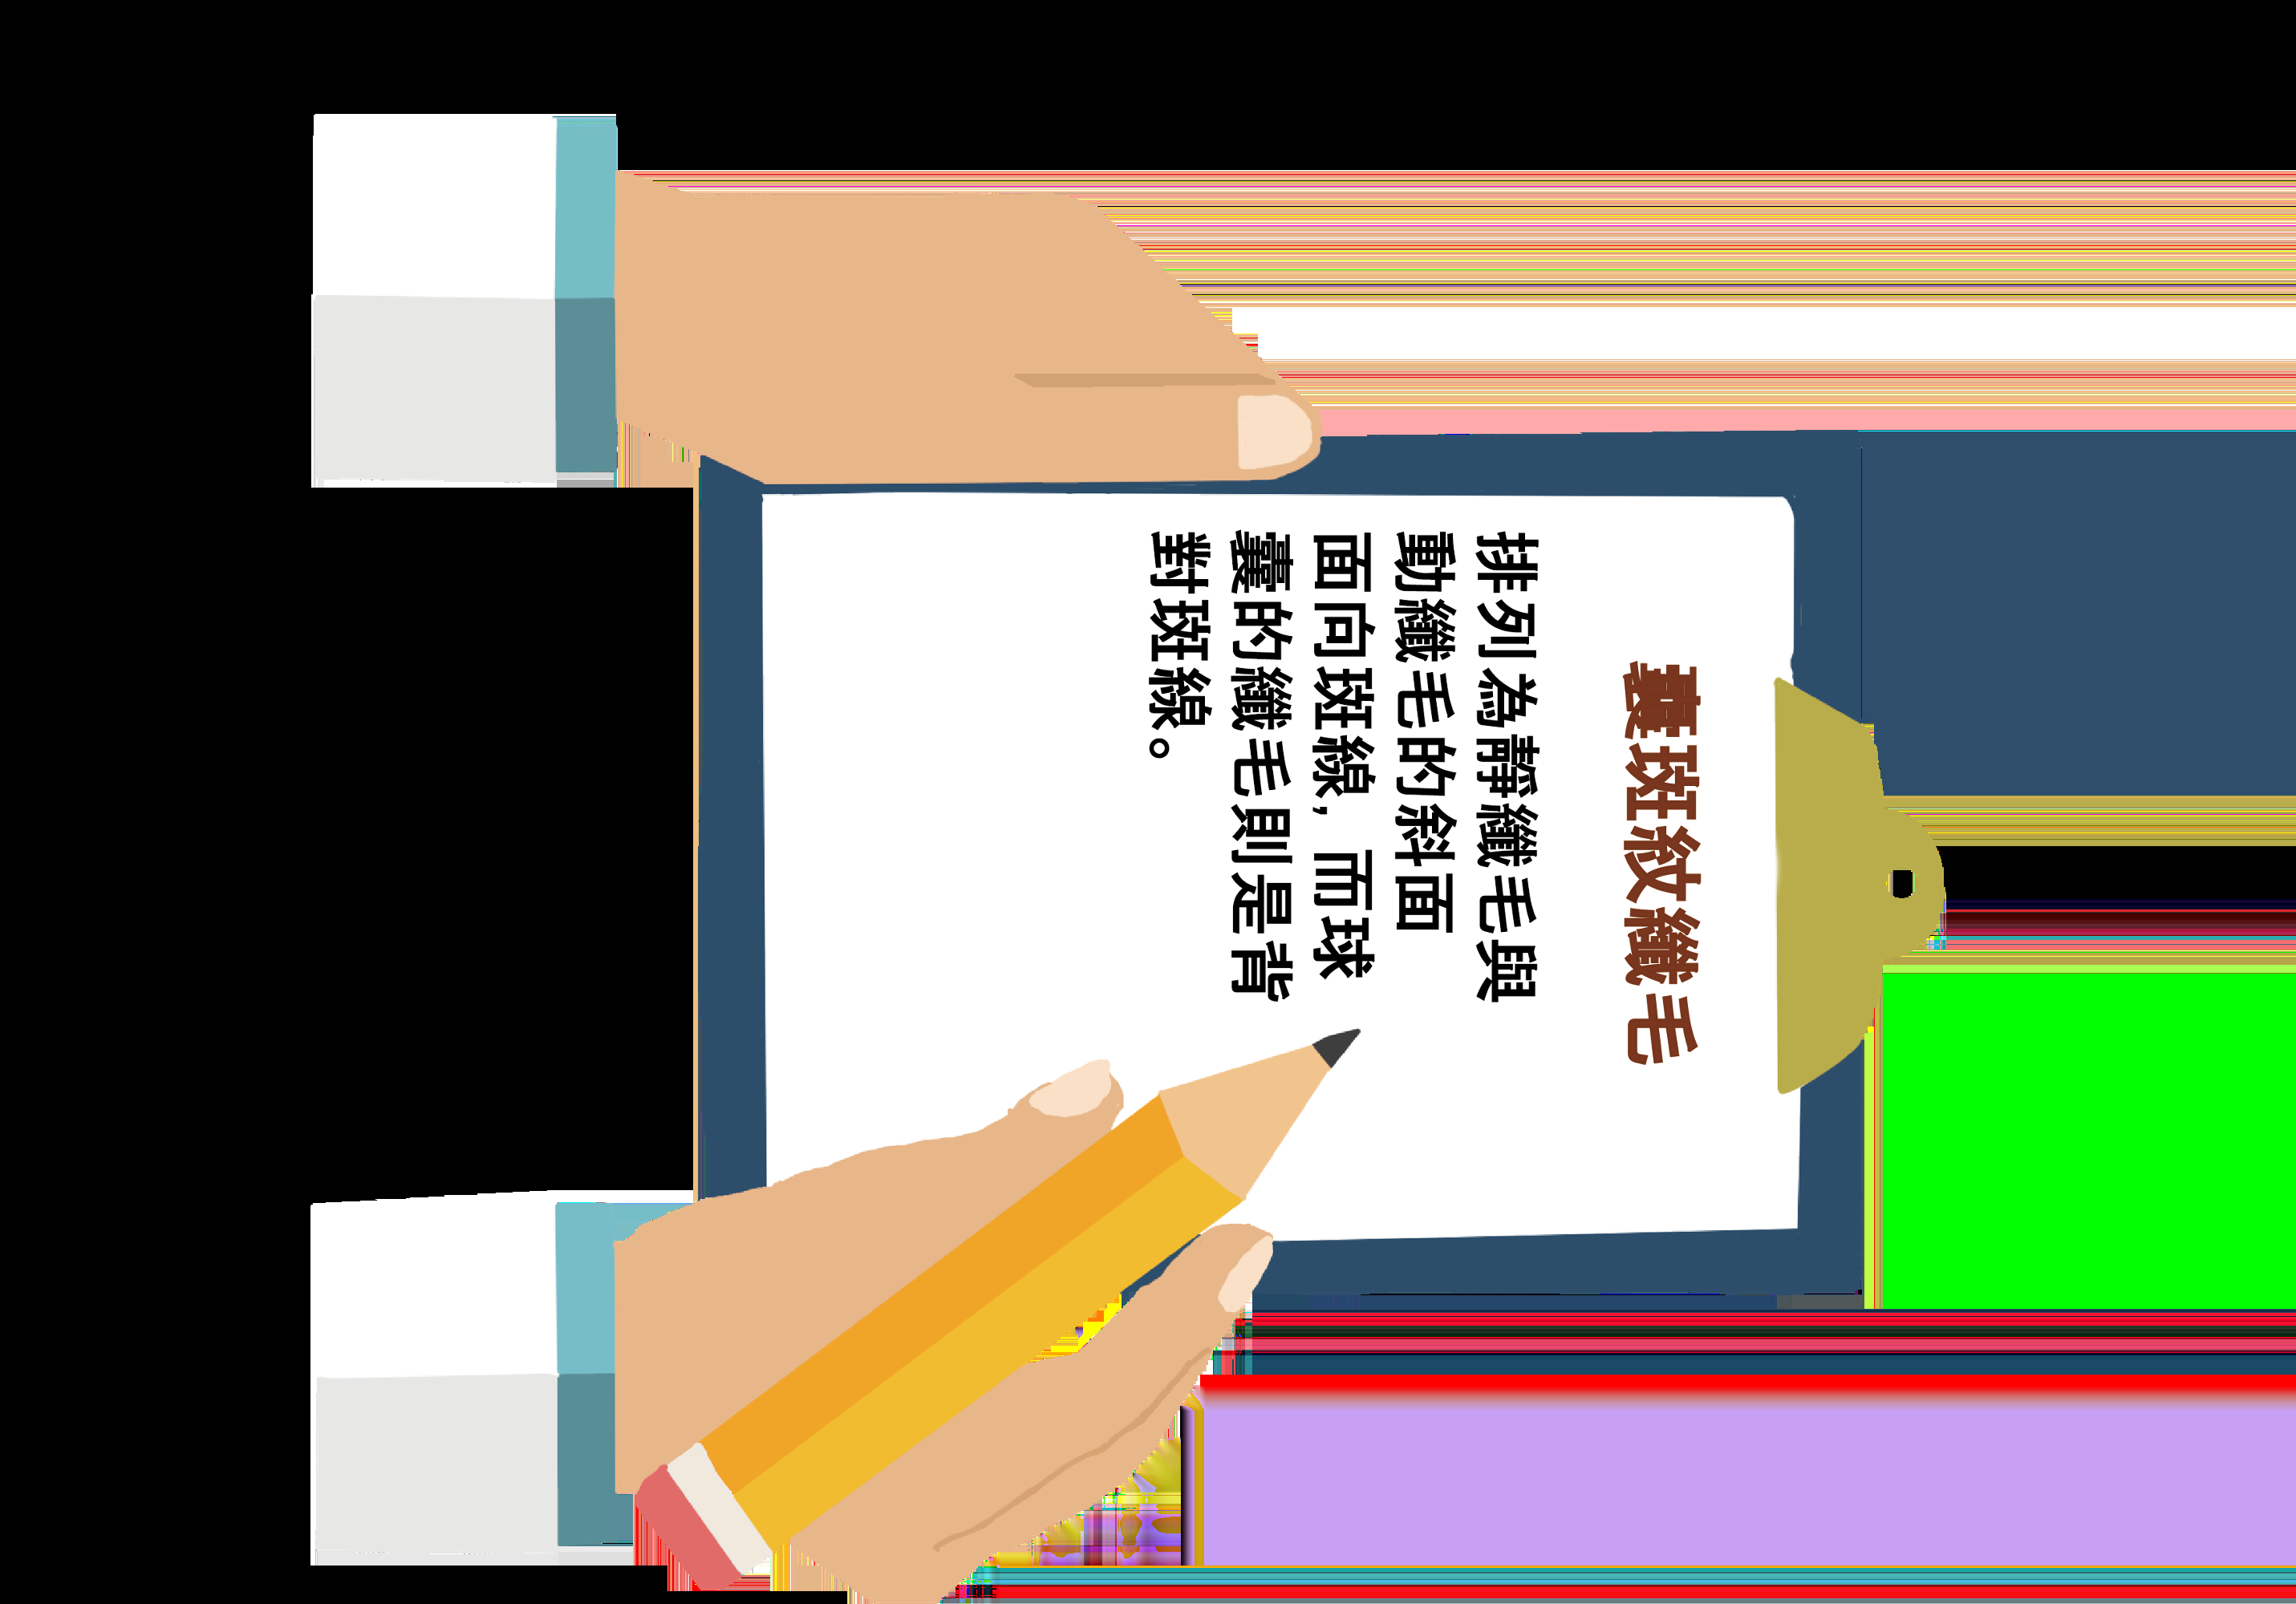 囊斑紋纖毛
排列為靜纖毛與
動纖毛的斜面
面向斑線，而球
囊的纖毛則是背
對斑線。